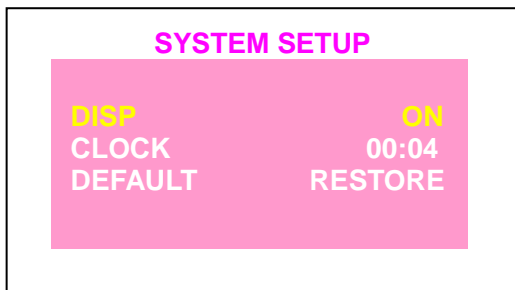 SYSTEM SETUP
DISP ON
CLOCK 00:04
DEFAULT RESTORE